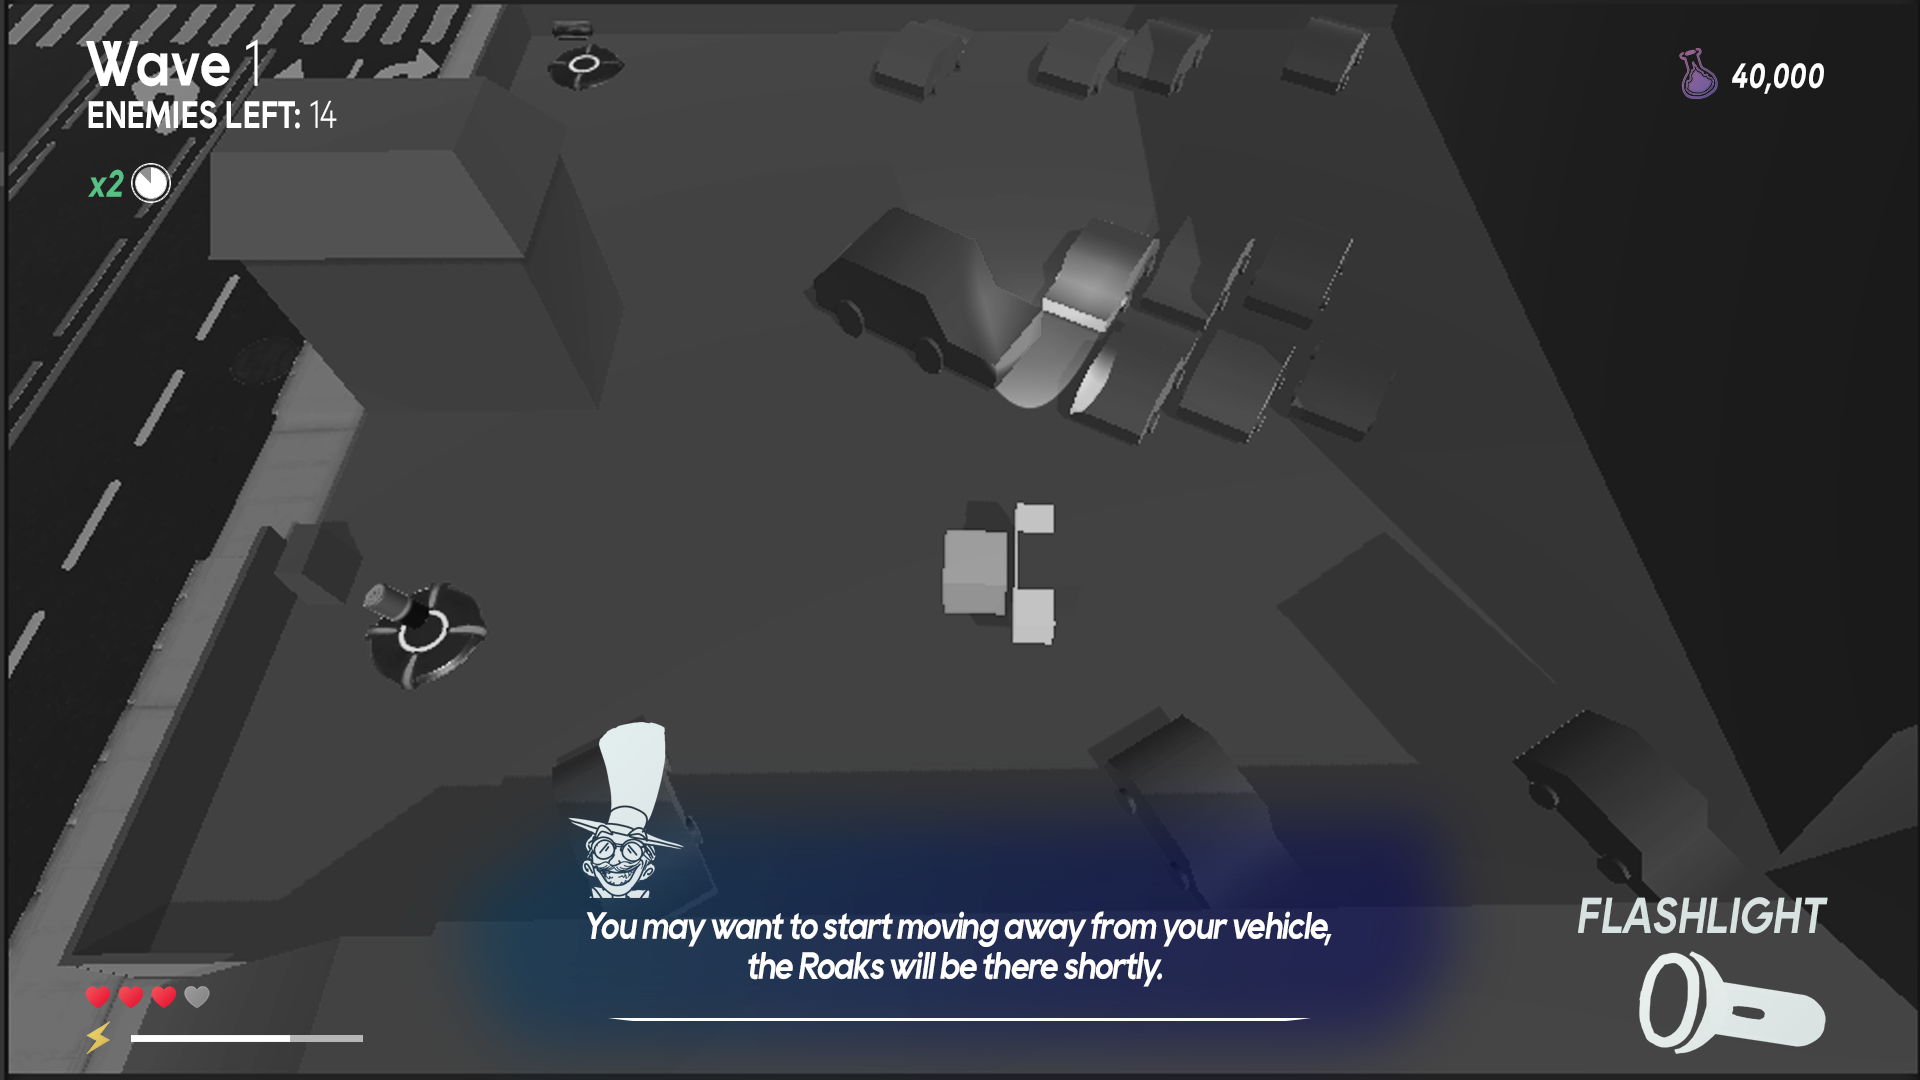 Wave 1
ENEMIES LEFT: 14
x2
40,000
You may want to start moving away from your vehicle,
the Roaks will be there shortly.
FLASHLIGHT